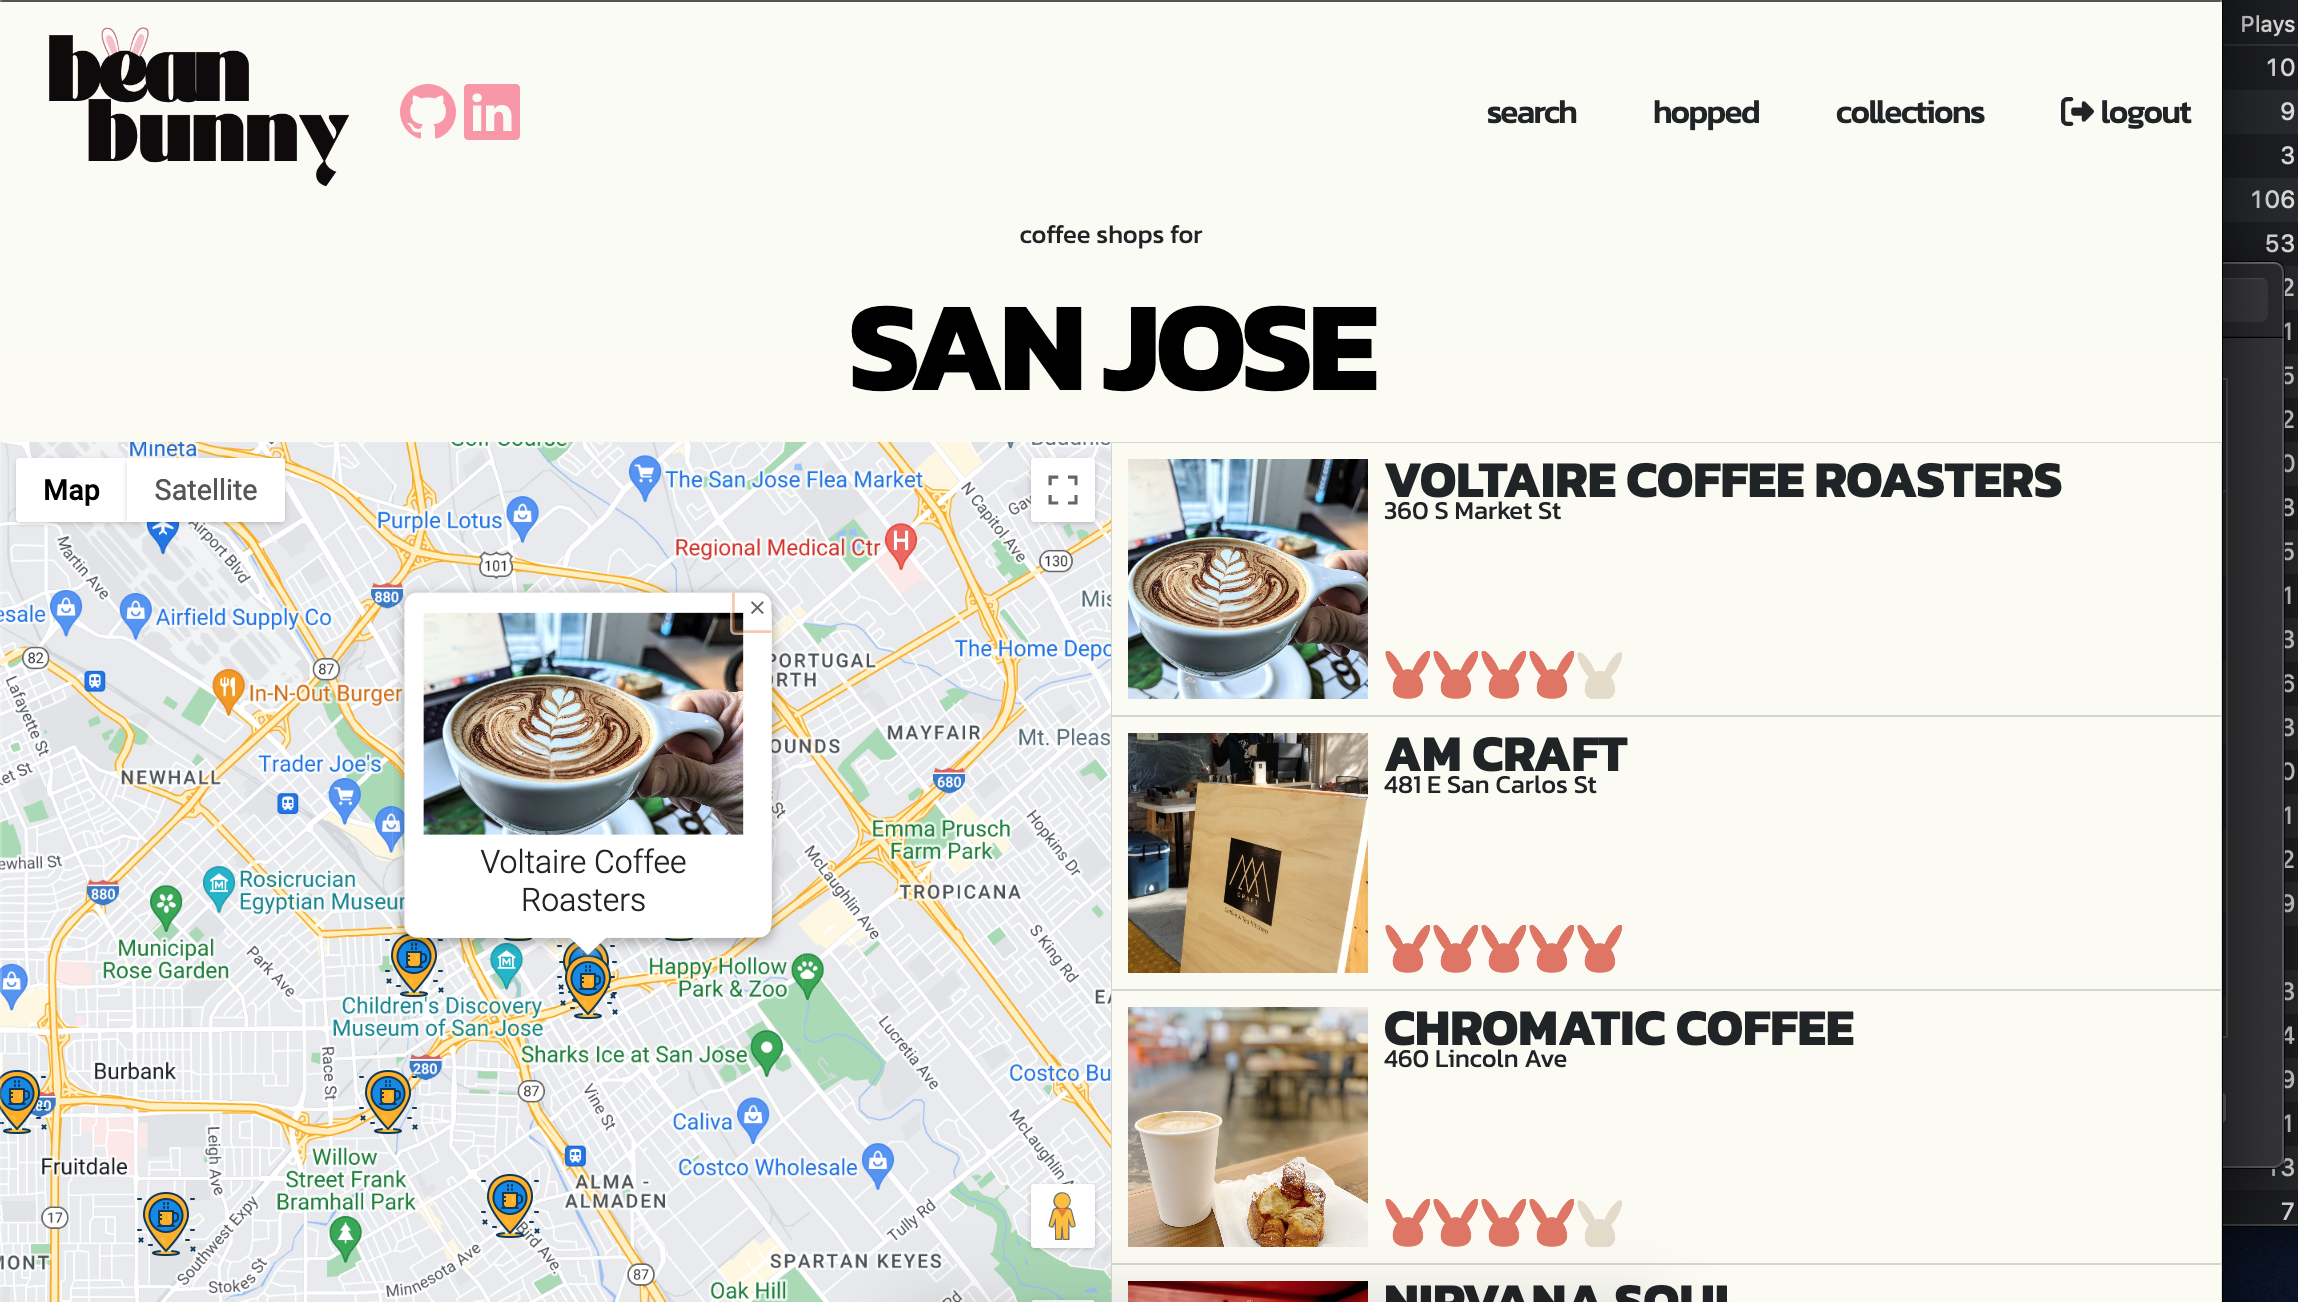 bean
bunny
in
search
hopped
collections
logout
coffee shops for
SAN JOSE
Map
Satellite
Mineta
The San Jose Flea Market
Purple Lotus
N Capitol Ave
Regional Medical Ctr
H
101
130
Airport Blvd
Martin Ave
880
Airfield Supply Co
82
87
The Home Depo
In-N-Out Burger
Lafayette St
MAYFAIR
Mt. Pleas
Trader Joe's
NEWHALL
680
Voltaire Coffee
Roasters
Emma Prusch
Farm Park
Hopkins Dr
McLaughlin Ave
TROPICANA
880
Rosicrucian
Egyptian Museum
Municipal
Rose Garden
Park Ave
S King Rd
Happy Hollow
Park & Zoo
Children's Discovery
Museum of San Jose
Sharks Ice at San Jose
Lucretia Ave
Burbank
Race St
280
87
Vine St
Costco Bu
Caliva
Costco Wholesale
McLaughlin A
Leigh Ave
Fruitdale
Willow
Street Frank
Bramhall Park
ALMA -
ALMADEN
17
Southwest Expy
Bird Ave.
Tully Rd
Stokes St
Minnesota Ave
SPARTAN KEYES
87
Oak Hill
VOLTAIRE COFFEE ROASTERS
360 S Market St
AM CRAFT
481 E San Carlos St
CRAFT
CHROMATIC COFFEE
460 Lincoln Ave
NIRVANA SOUL
Plays
10
9
3
106
53
7